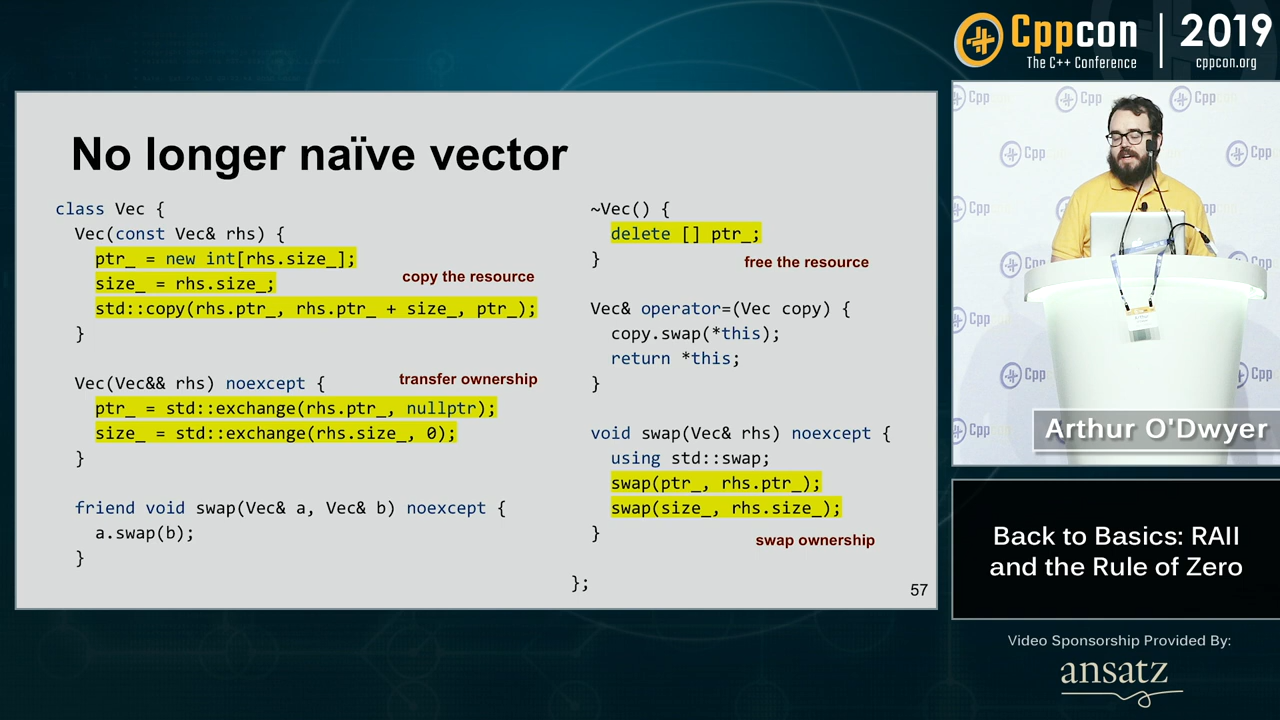 Cppcon
The C++ Conference
2019
cppcon.org
No longer naïve vector
class Vec {
Vec(const Vec& rhs) {
ptr_ = new int[rhs.size_];
size_ = rhs.size_;
copy the resource
std::copy(rhs.ptr_, rhs.ptr_ + size_, ptr_);
}
Vec(Vec&& rhs) noexcept {
transfer ownership
ptr_ = std::exchange(rhs.ptr_, nullptr);
size_ = std::exchange(rhs.size_, 0);
}
friend void swap(Vec& a, Vec& b) noexcept {
a.swap(b);
}
~Vec() {
delete [] ptr_;
}
free the resource
Vec& operator=(Vec copy) {
copy.swap(*this);
return *this;
}
void swap(Vec& rhs) noexcept {
using std::swap;
swap(ptr_, rhs.ptr_);
swap(size_, rhs.size_);
}
swap ownership
};
57
Cppcon
Cppcon
Cppcon
Cppcon
Cppcon
Arthur O'Dwyer
Back to Basics: RAII
and the Rule of Zero
Video Sponsorship Provided By:
ansatz